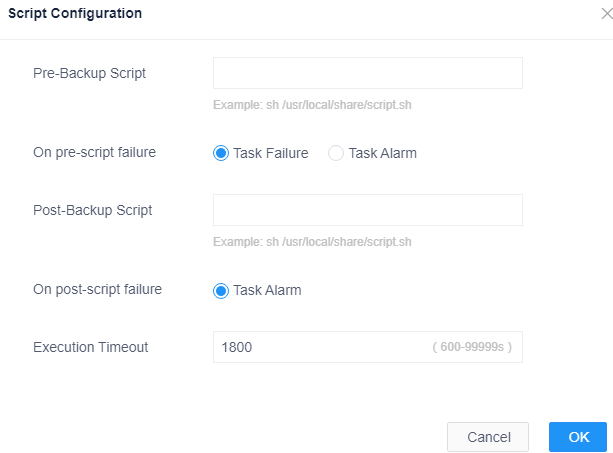 Script Configuration
Pre-Backup Script
Example: sh /usr/local/share/script.sh
On pre-script failure Task Failure Task Alarm
Post-Backup Script
Example: sh /usr/local/share/script.sh
On post-script failure Task Alarm
Execution Timeout 1800 ( 600-99999s )
Cancel OK